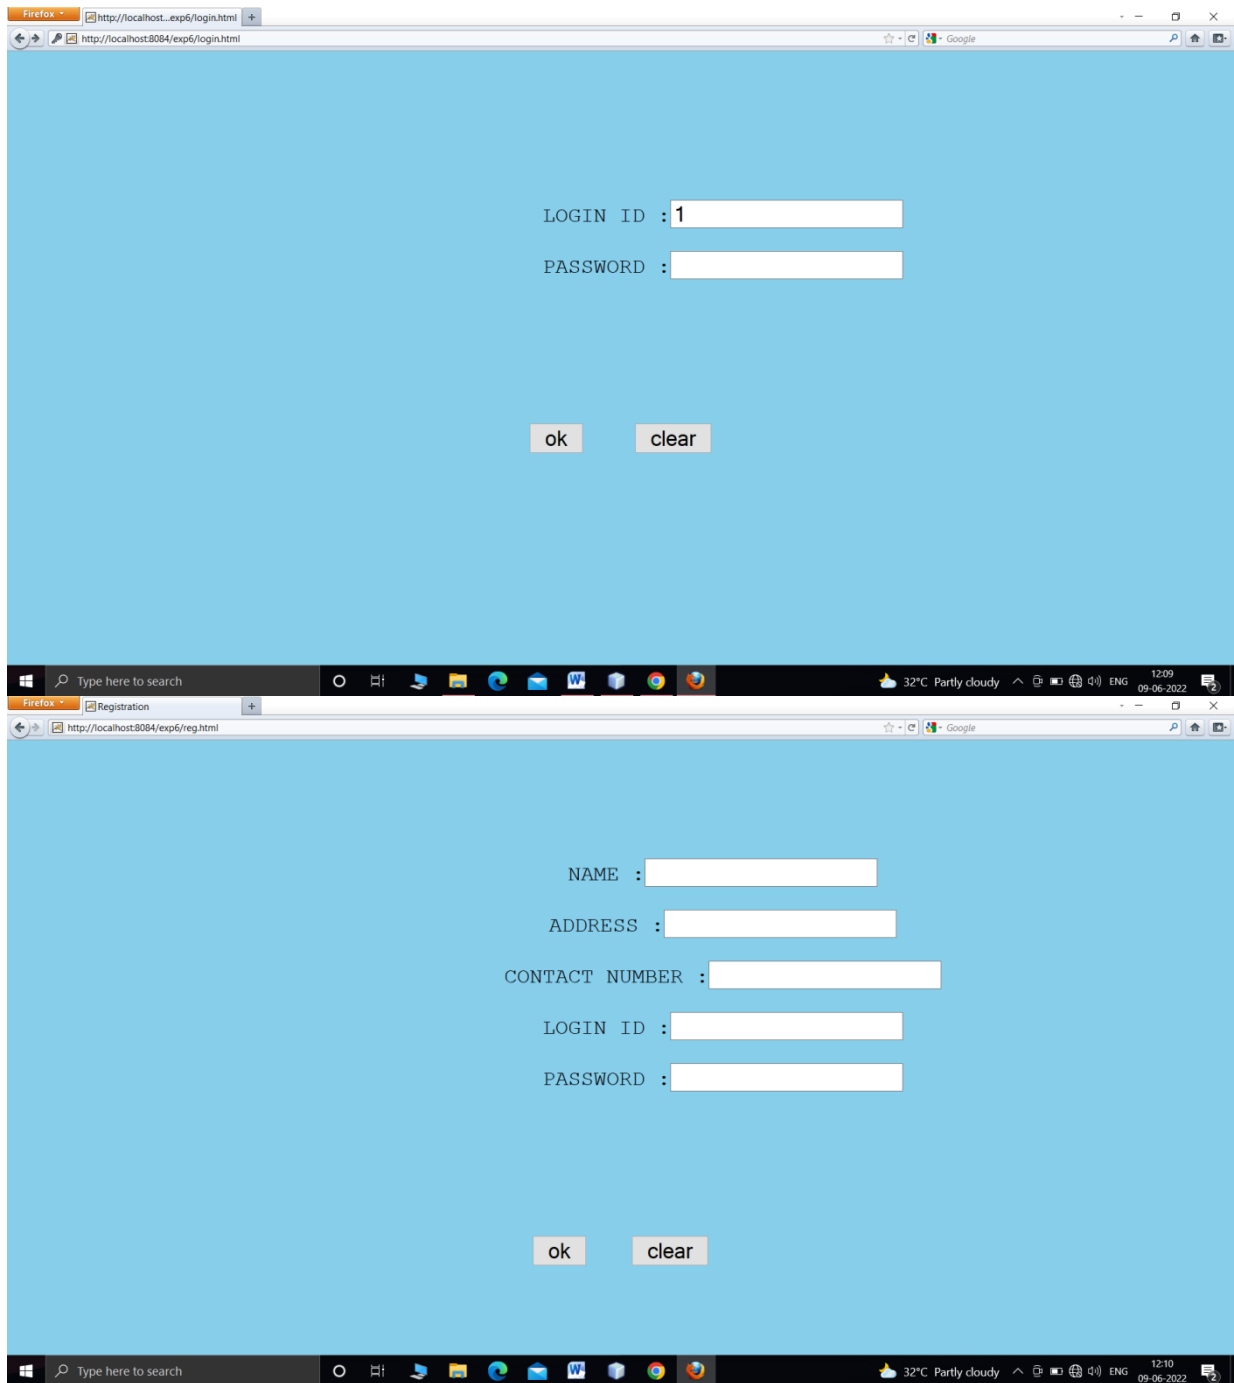 Firefox
http://localhost...exp6/login.html
http://localhost:8084/exp6/login.html
Google
LOGIN ID :1
PASSWORD :
ok clear
Type here to search
32°C Partly cloudy ENG 12:09
09-06-2022
2
Firefox
Registration
http://localhost:8084/exp6/reg.html
Google
NAME :
ADDRESS :
CONTACT NUMBER :
LOGIN ID :
PASSWORD :
ok clear
Type here to search
32°C Partly cloudy ENG 12:10
09-06-2022
2